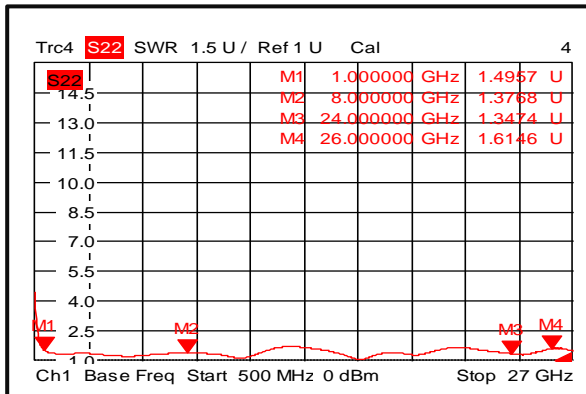 Trc4 S22 SWR 1.5 U / Ref 1 U Cal 4
S22
M1 1.000000 GHz 1.4957 U
M2 8.000000 GHz 1.3768 U
M3 24.000000 GHz 1.3474 U
M4 26.000000 GHz 1.6146 U
14.5
13.0
11.5
10.0
8.5
7.0
5.5
4.0
2.5
1.0
M1
M2
M3
M4
Ch1 Base Freq Start 500 MHz 0 dBm Stop 27 GHz